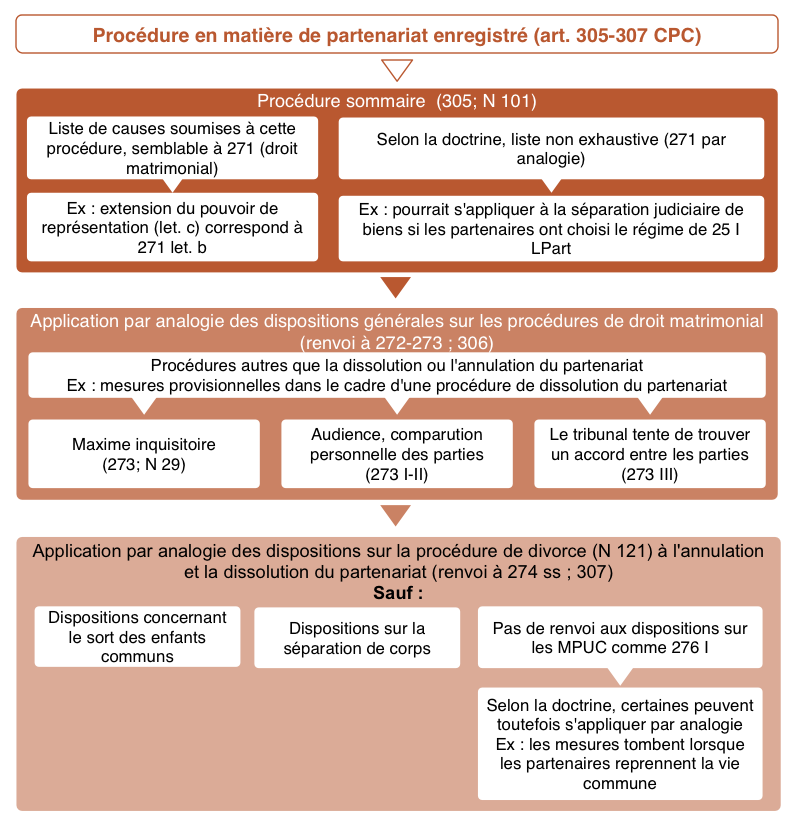 Procédure en matière de partenariat enregistré (art. 305-307 CPC)
Procédure sommaire (305; N 101)
Liste de causes soumises à cette
procédure, semblable à 271 (droit
matrimonial)
Selon la doctrine, liste non exhaustive (271 par
analogie)
Ex : extension du pouvoir de
représentation (let. c) correspond à
271 let. b
Ex : pourrait s'appliquer à la séparation judiciaire de
biens si les partenaires ont choisi le régime de 25 I
LPart
Application par analogie des dispositions générales sur les procédures de droit matrimonial
(renvoi à 272-273 ; 306)
Procédures autres que la dissolution ou l'annulation du partenariat
Ex : mesures provisionnelles dans le cadre d'une procédure de dissolution du partenariat
Maxime inquisitoire
(273; N 29)
Audience, comparution
personnelle des parties
(273 I-II)
Le tribunal tente de trouver
un accord entre les parties
(273 III)
Application par analogie des dispositions sur la procédure de divorce (N 121) à l'annulation
et la dissolution du partenariat (renvoi à 274 ss ; 307)
Sauf :
Dispositions concernant
le sort des enfants
communs
Dispositions sur la
séparation de corps
Pas de renvoi aux dispositions sur
les MPUC comme 276 I
Selon la doctrine, certaines peuvent
toutefois s'appliquer par analogie
Ex : les mesures tombent lorsque
les partenaires reprennent la vie
commune